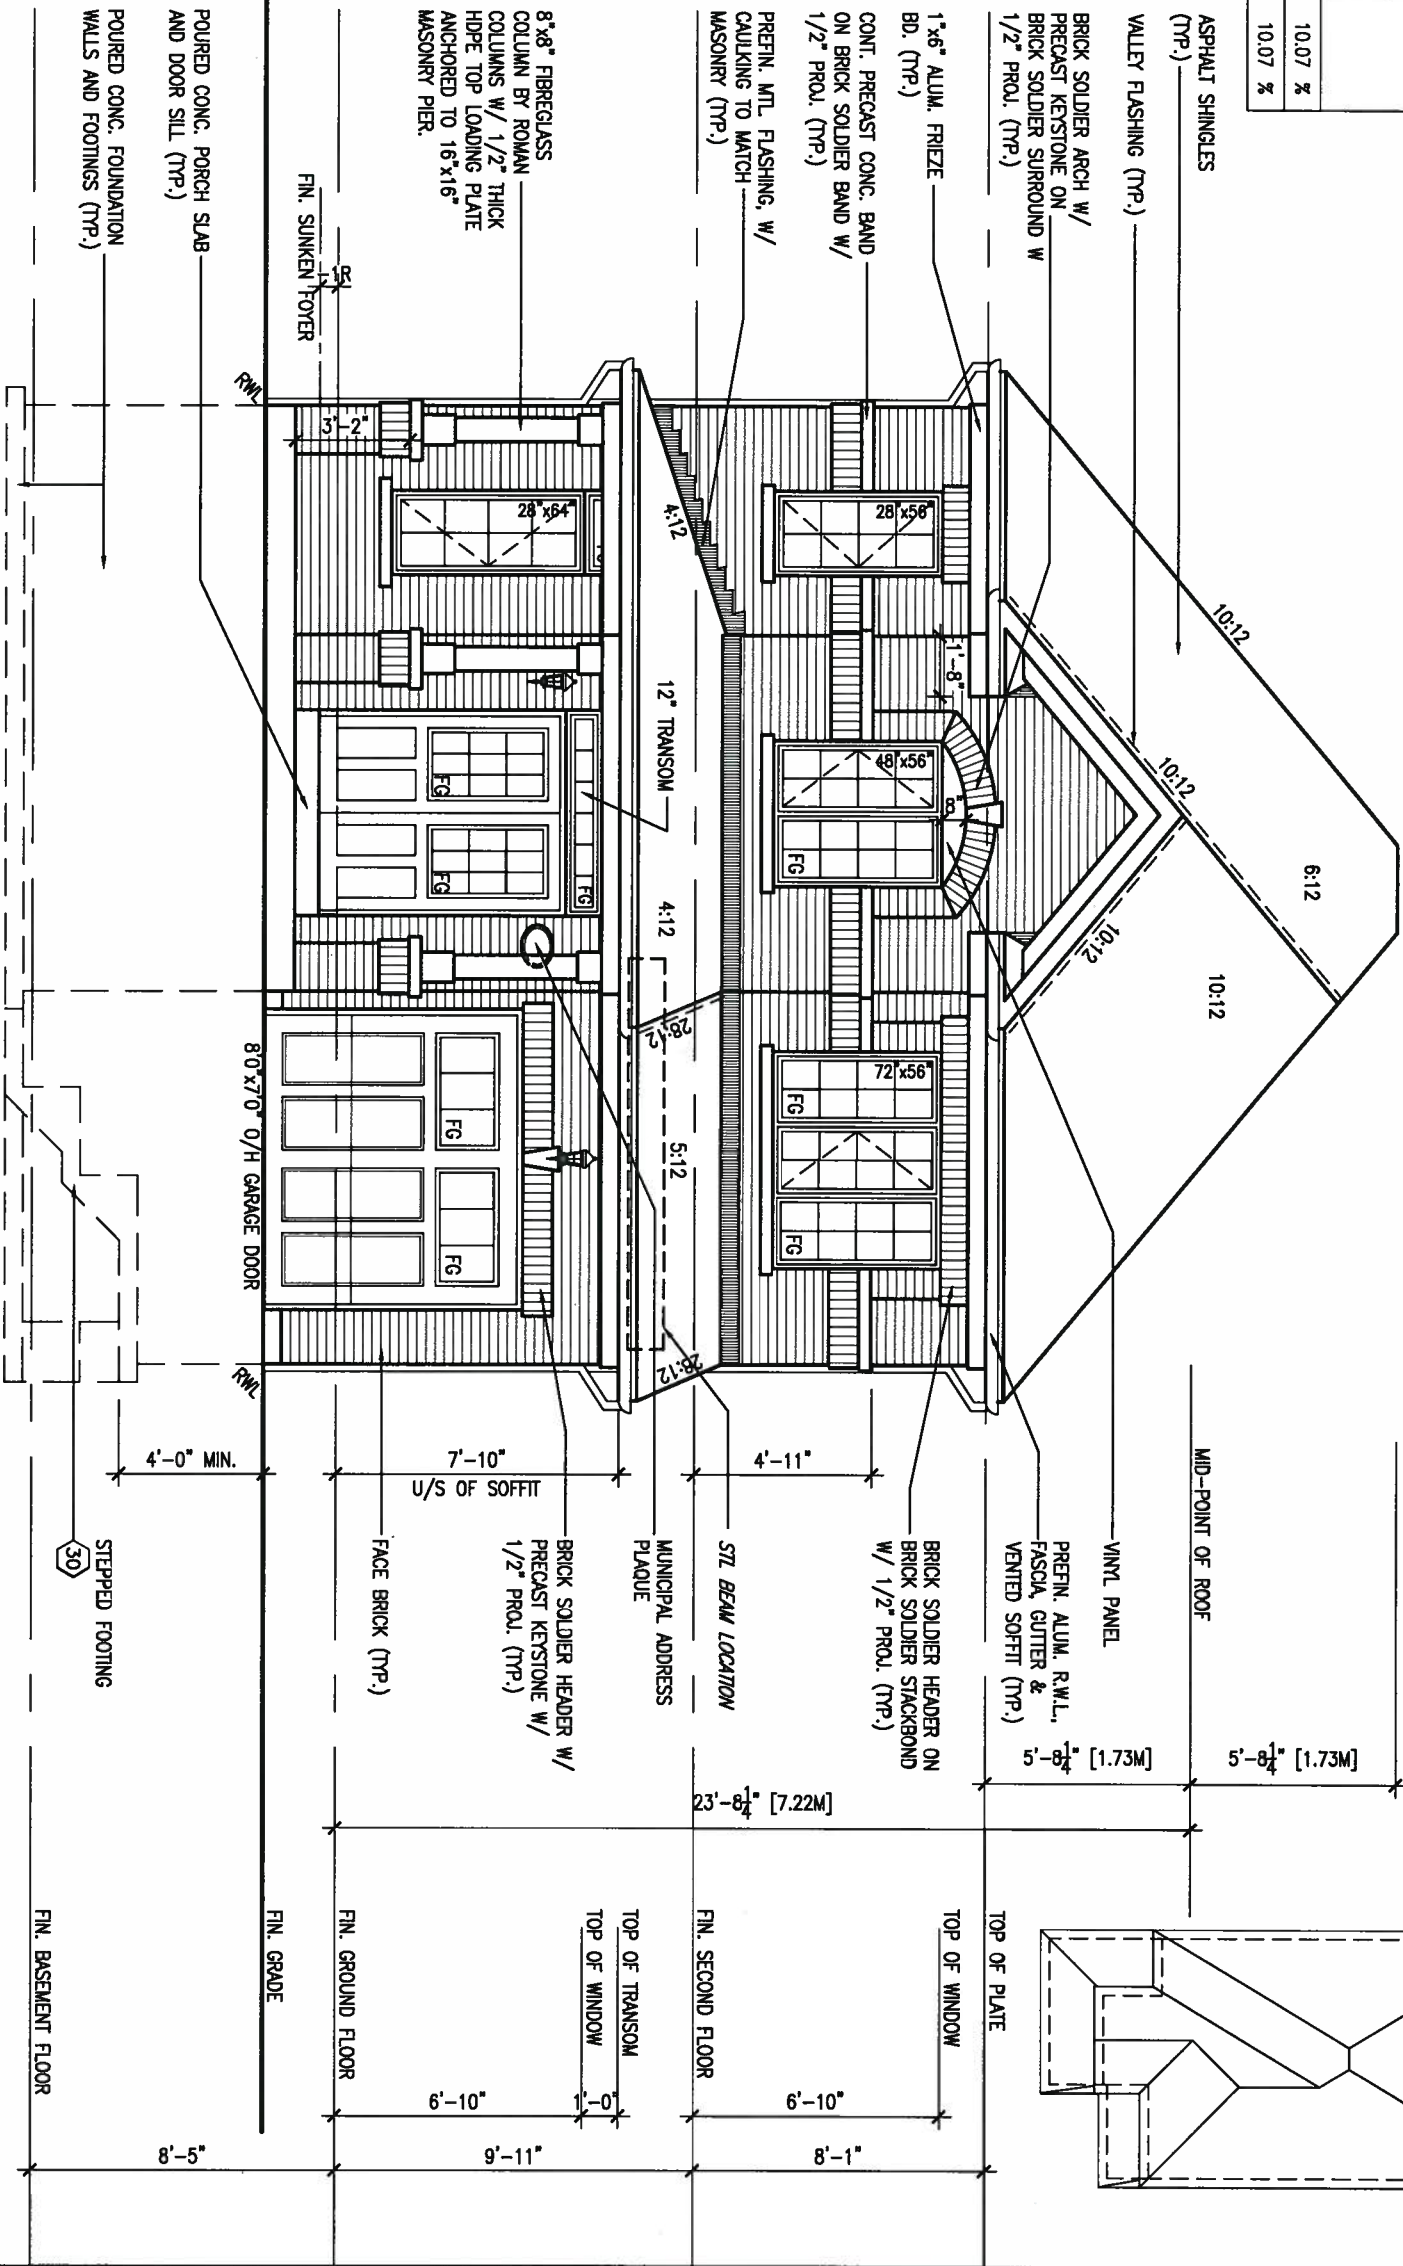 10.07 %
10.07 %
ASPHALT SHINGLES
(TYP.)
VALLEY FLASHING (TYP.)
BRICK SOLDIER ARCH W/
PRECAST KEYSTONE ON
BRICK SOLDIER SURROUND W
1/2" PROJ. (TYP.)
1"x6" ALUM. FRIEZE
BD. (TYP.)
CONT. PRECAST CONC. BAND
ON BRICK SOLDIER BAND W/
1/2" PROJ. (TYP.)
PREFIN. MTL. FLASHING, W/
CAULKING TO MATCH
MASONRY (TYP.)
8"x8" FIBREGLASS
COLUMN BY ROMAN
COLUMNS W/ 1/2" THICK
HDPE TOP LOADING PLATE
ANCHORED TO 16"x16"
MASONRY PIER.
FIN. SUNKEN FOYER
-1R
POURED CONC. PORCH SLAB
AND DOOR SILL (TYP.)
POURED CONC. FOUNDATION
WALLS AND FOOTINGS (TYP.)
10:12
6:12
10:12
10:12
10:12
28"x56"
1'-8"
48"x56"
8"
FG
72"x56"
FG
FG
4:12
12" TRANSOM
4:12
28:12
5:12
28:12
RWL
3'-2"
28"x64"
FG
FG
FG
FG
FG
8'0"x7'0" O/H GARAGE DOOR
RWL
MID-POINT OF ROOF
VINYL PANEL
PREFIN. ALUM. R.W.L.,
FASCIA, GUTTER &
VENTED SOFFIT (TYP.)
BRICK SOLDIER HEADER ON
BRICK SOLDIER STACKBOND
W/ 1/2" PROJ. (TYP.)
STL BEAM LOCATION
MUNICIPAL ADDRESS
PLAQUE
BRICK SOLDIER HEADER W/
PRECAST KEYSTONE W/
1/2" PROJ. (TYP.)
FACE BRICK (TYP.)
STEPPED FOOTING
30
4'-11"
7'-10"
U/S OF SOFFIT
4'-0" MIN.
5'-8 1/4" [1.73M]
5'-8 1/4" [1.73M]
23'-8 1/4" [7.22M]
TOP OF PLATE
TOP OF WINDOW
FIN. SECOND FLOOR
TOP OF TRANSOM
TOP OF WINDOW
FIN. GROUND FLOOR
FIN. GRADE
FIN. BASEMENT FLOOR
6'-10"
1'-0"
6'-10"
8'-5"
9'-11"
8'-1"